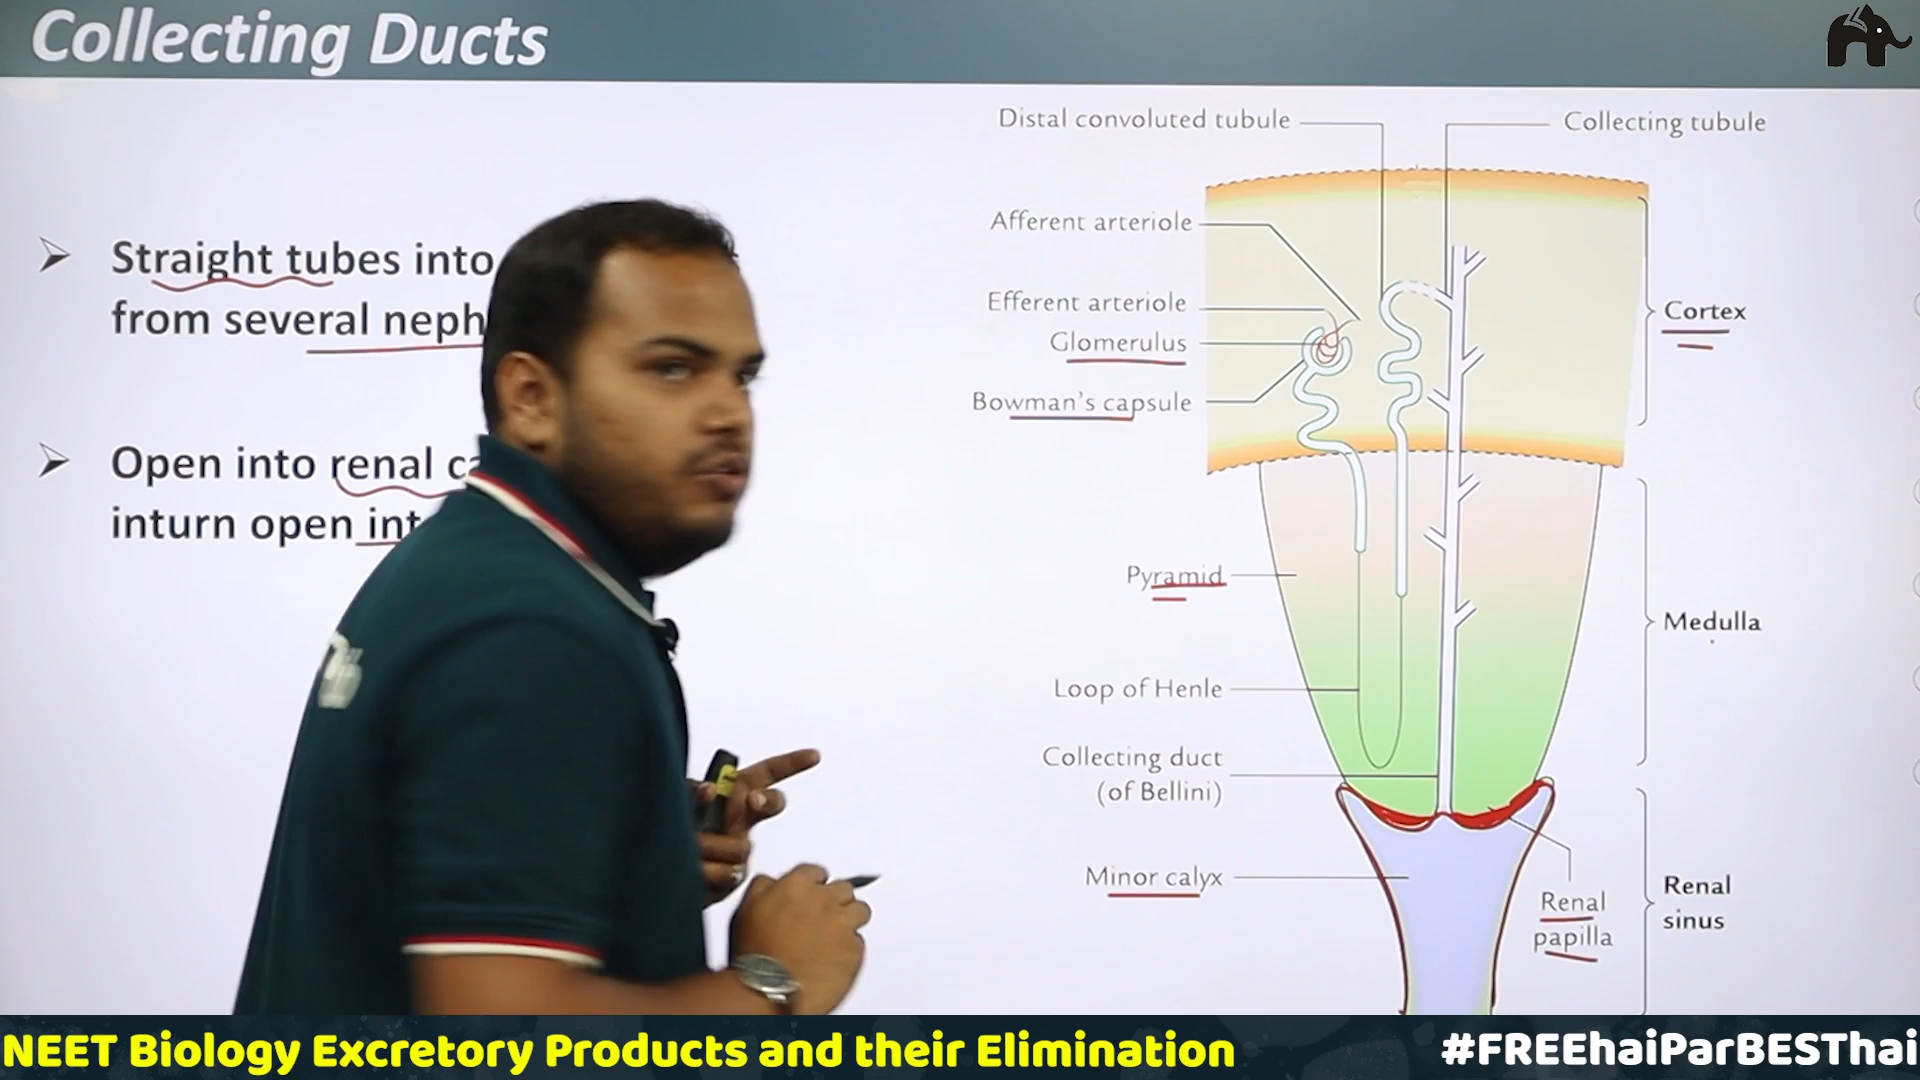 Collecting Ducts
Straight tubes into
from several neph
Open into renal ca
inturn open int
Distal convoluted tubule
Collecting tubule
Afferent arteriole
Efferent arteriole
Glomerulus
Bowman's capsule
Cortex
Pyramid
Medulla
Loop of Henle
Collecting duct
(of Bellini)
Minor calyx
Renal
papilla
Renal
sinus
NEET Biology Excretory Products and their Elimination
#FREEhaiParBESThai